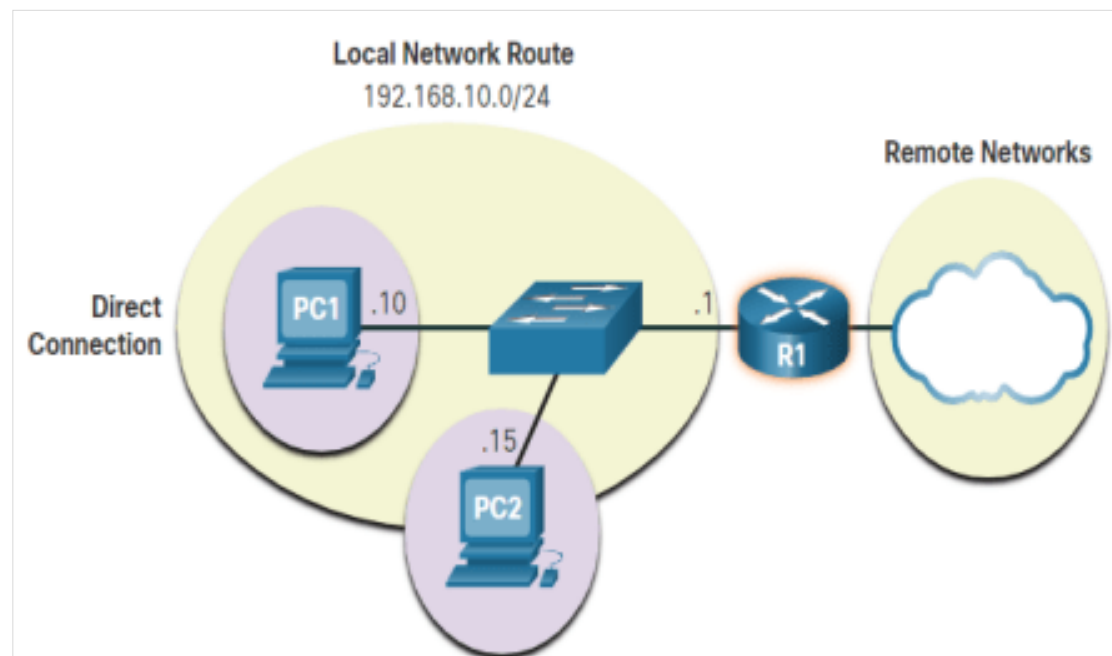 Local Network Route
192.168.10.0/24
Remote Networks
Direct
Connection
PC1
.10
.1
R1
.15
PC2